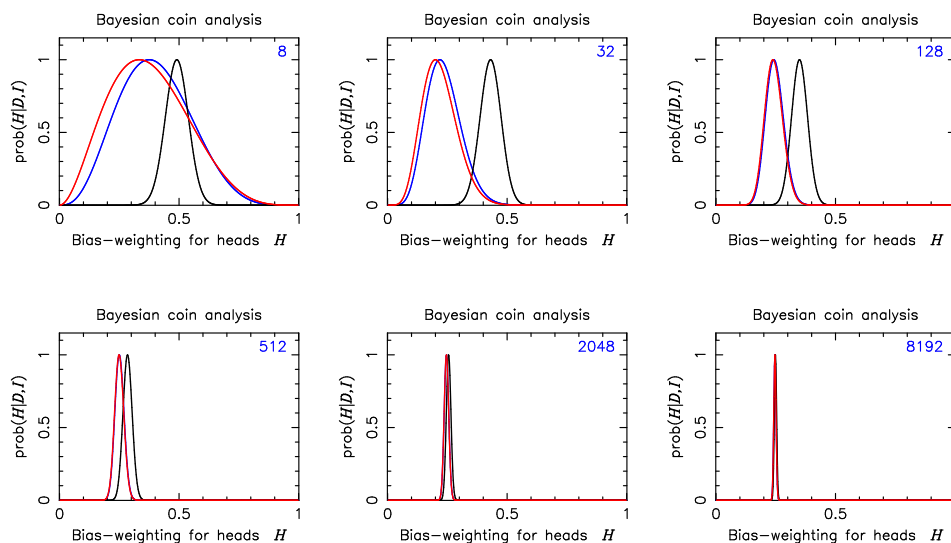 Bayesian coin analysis
8
prob(H|D,I)
1
0.5
0
0 0.5 1
Bias−weighting for heads H
Bayesian coin analysis
32
prob(H|D,I)
1
0.5
0
0 0.5 1
Bias−weighting for heads H
Bayesian coin analysis
128
prob(H|D,I)
1
0.5
0
0 0.5
Bias−weighting for heads H
Bayesian coin analysis
512
prob(H|D,I)
1
0.5
0
0 0.5 1
Bias−weighting for heads H
Bayesian coin analysis
2048
prob(H|D,I)
1
0.5
0
0 0.5 1
Bias−weighting for heads H
Bayesian coin analysis
8192
prob(H|D,I)
1
0.5
0
0 0.5
Bias−weighting for heads H